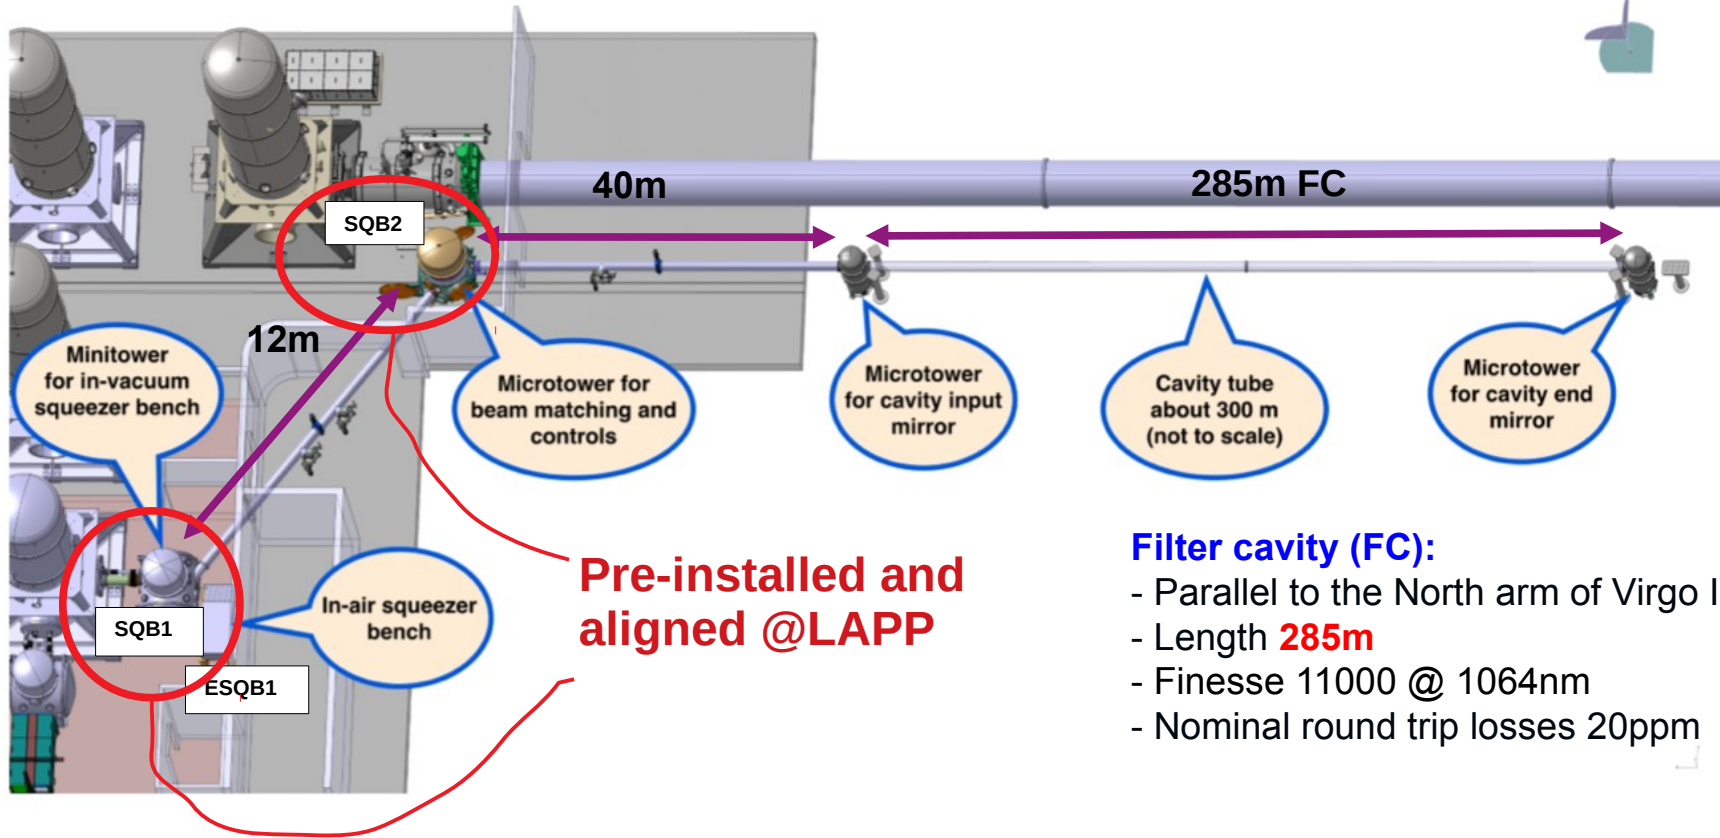 40m
285m FC
SQB2
12m
Minitower
for in-vacuum
squeezer bench
Microtower for
beam matching and
controls
Microtower
for cavity input
mirror
Cavity tube
about 300 m
(not to scale)
Microtower
for cavity end
mirror
SQB1
ESQB1
In-air squeezer
bench
Pre-installed and
aligned @LAPP
Filter cavity (FC):
- Parallel to the North arm of Virgo I
- Length 285m
- Finesse 11000 @ 1064nm
- Nominal round trip losses 20ppm